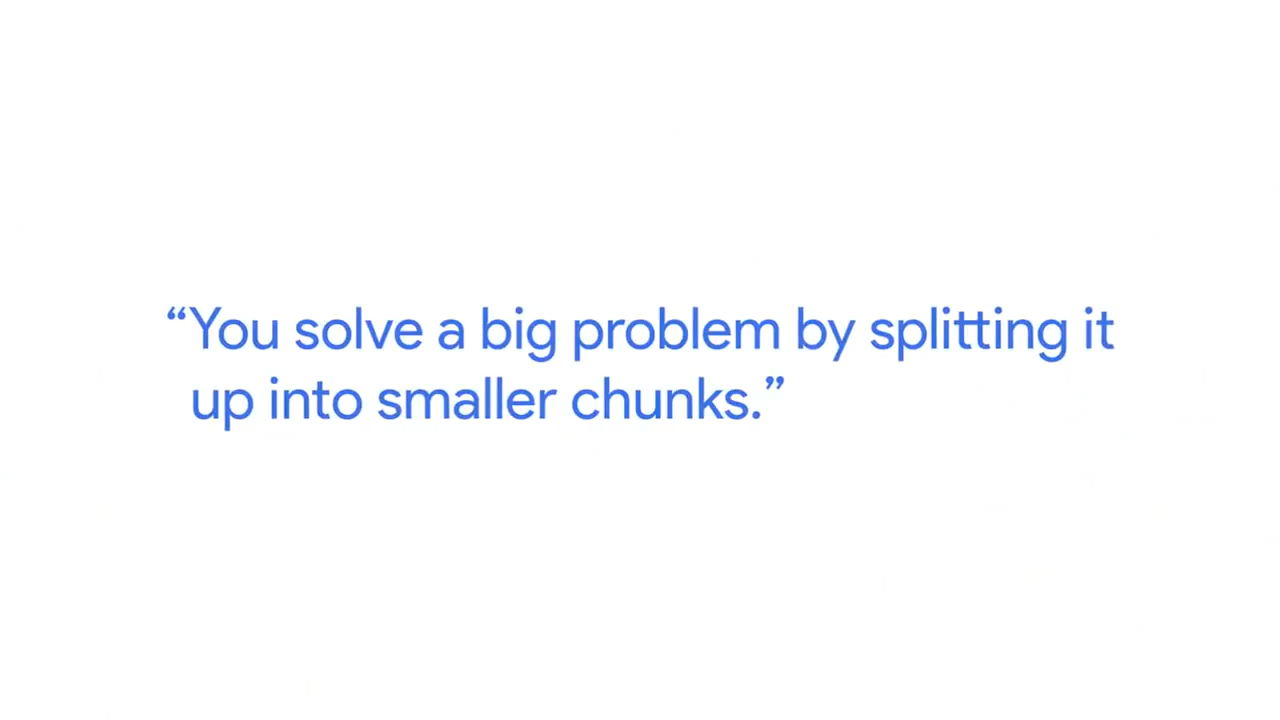 “You solve a big problem by splitting it
up into smaller chunks.”